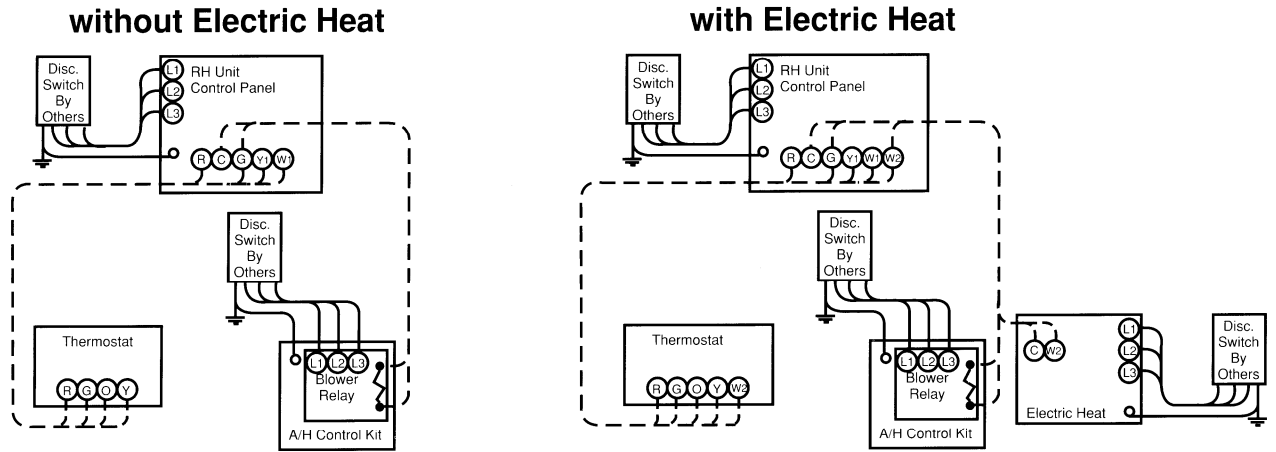 without Electric Heat
Disc.
Switch
By
Others
L1
L2
L3
RH Unit
Control Panel
R C G Y1 W1
Disc.
Switch
By
Others
Thermostat
R G O Y
L1 L2 L3
Blower
Relay
A/H Control Kit
with Electric Heat
Disc.
Switch
By
Others
L1
L2
L3
RH Unit
Control Panel
R C G Y1 W1 W2
Disc.
Switch
By
Others
Thermostat
R G O Y W2
L1 L2 L3
Blower
Relay
A/H Control Kit
C W2
L1
L2
L3
Electric Heat
Disc.
Switch
By
Others